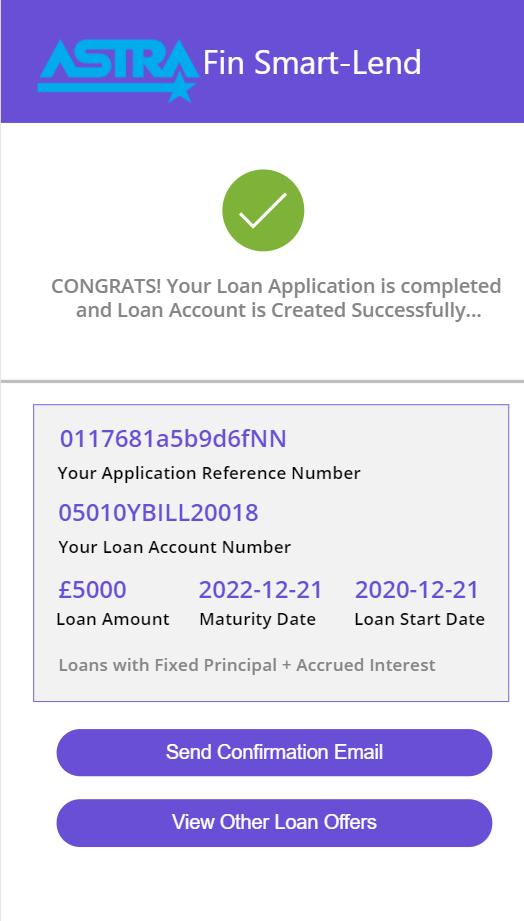 ASTRA Fin Smart-Lend
CONGRATS! Your Loan Application is completed
and Loan Account is Created Successfully...
0117681a5b9d6fNN
Your Application Reference Number
05010YBILL20018
Your Loan Account Number
£5000 2022-12-21 2020-12-21
Loan Amount Maturity Date Loan Start Date
Loans with Fixed Principal + Accrued Interest
Send Confirmation Email
View Other Loan Offers